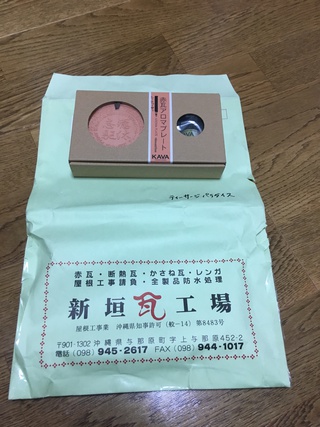 赤瓦アロマプレート
KAWA
ティーサージパラダイス
赤瓦・断熱瓦・かさね瓦・レンガ
屋根工事請負・全製品防水処理
新垣瓦工場
屋根工事業 沖縄県知事許可(般-14) 第8483号
〒901-1302 沖縄県与那原町字上与那原452-2
電話(098)945-2617 FAX(098)944-1017